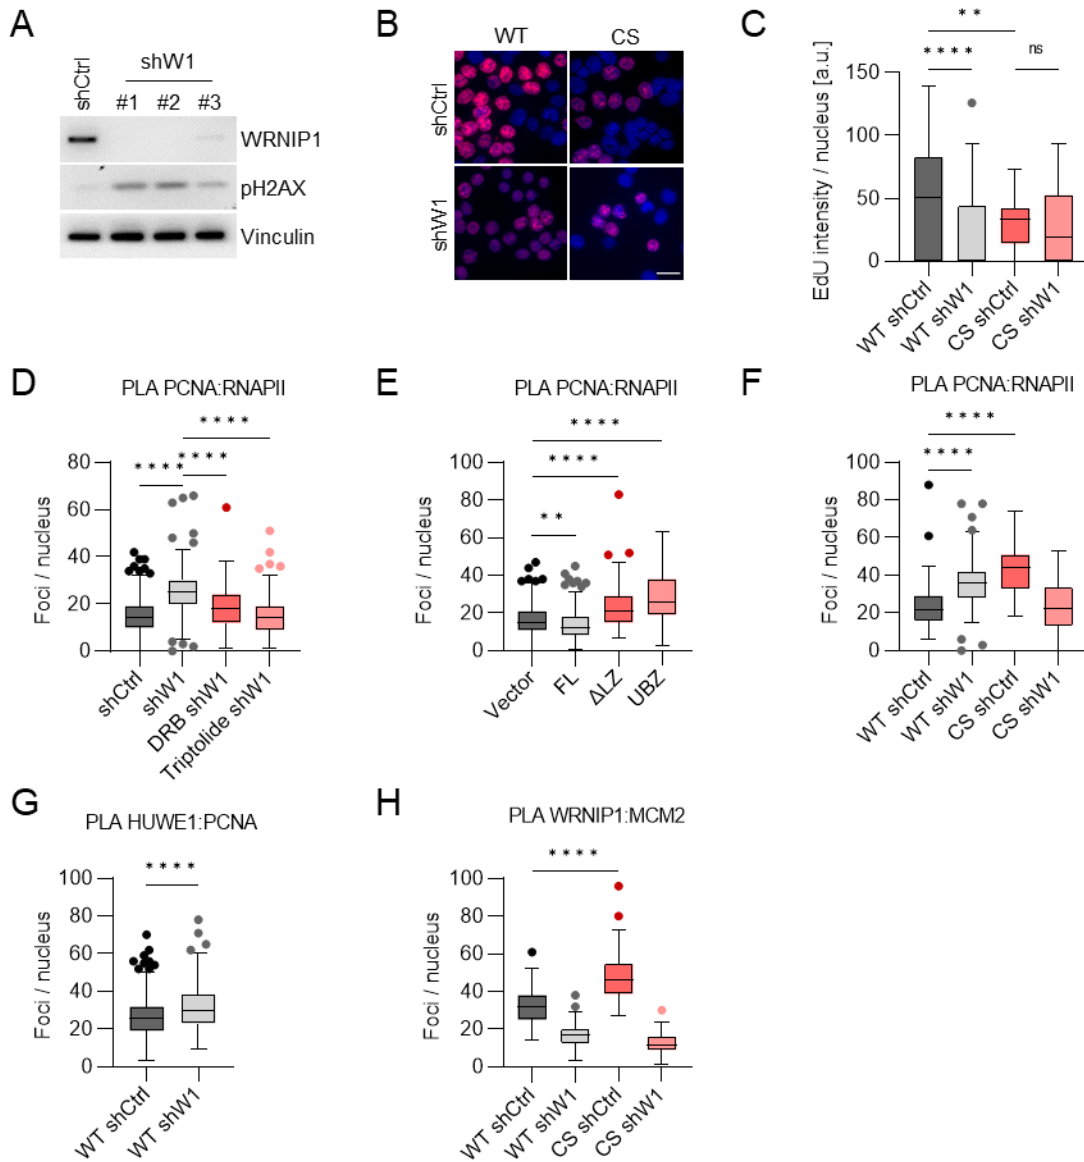 A
shCtrl
shW1
#1 #2 #3
WRNIP1
pH2AX
Vinculin
B
WT CS
shCtrl
shW1
C
* *
* * * *
ns
EdU intensity / nucleus [a.u.]
150
100
50
0
WT shCtrl
WT shW1
CS shCtrl
CS shW1
D
PLA PCNA:RNAPII
* * * *
* * * * * * * *
Foci / nucleus
80
60
40
20
0
shCtrl
shW1
DRB shW1
Triptolide shW1
E
PLA PCNA:RNAPII
* * * *
* * * *
* *
Foci / nucleus
100
80
60
40
20
0
Vector
FL
ΔLZ
UBZ
F
PLA PCNA:RNAPII
* * * *
* * * *
Foci / nucleus
100
80
60
40
20
0
WT shCtrl
WT shW1
CS shCtrl
CS shW1
G
PLA HUWE1:PCNA
* * * *
Foci / nucleus
100
80
60
40
20
0
WT shCtrl
WT shW1
H
PLA WRNIP1:MCM2
* * * *
Foci / nucleus
100
80
60
40
20
0
WT shCtrl
WT shW1
CS shCtrl
CS shW1